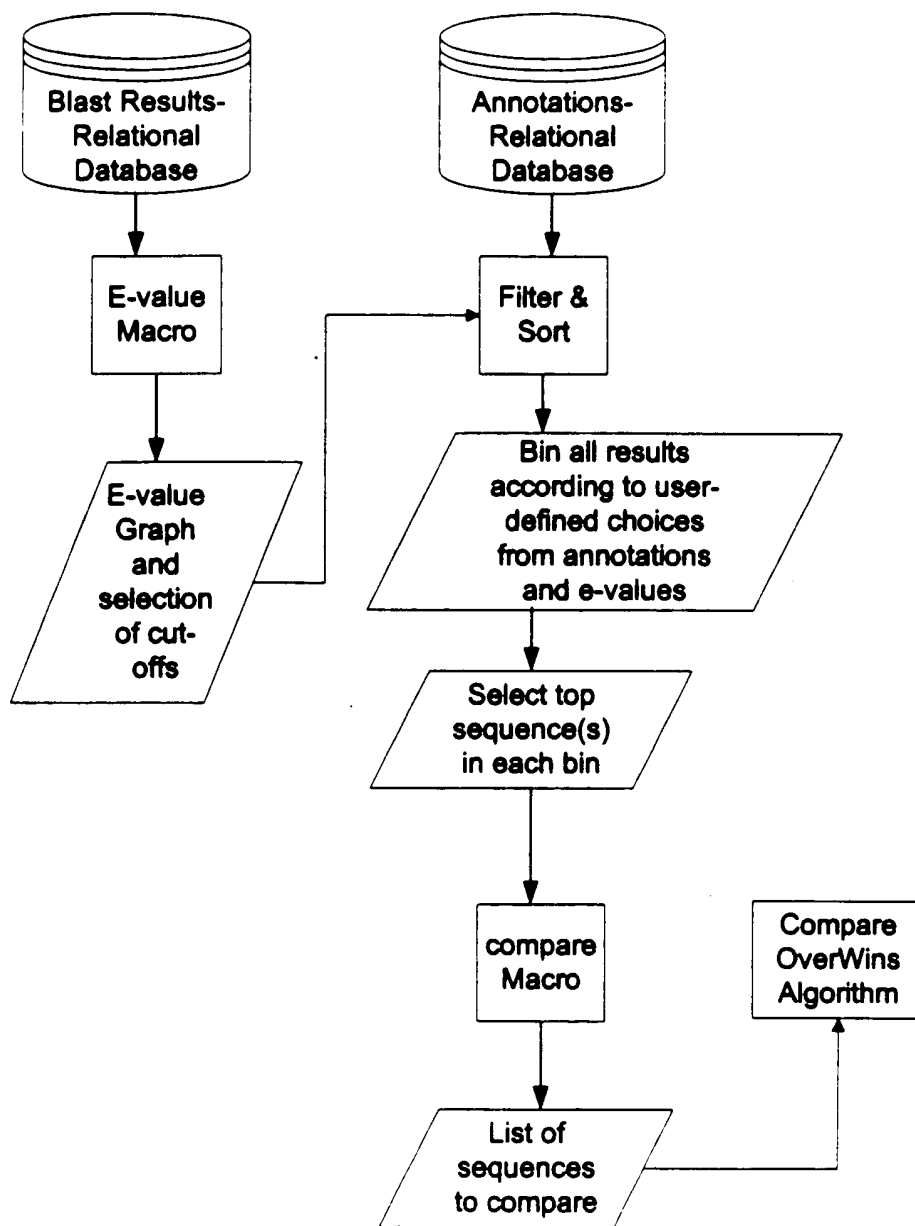 Blast Results-
Relational
Database
Annotations-
Relational
Database
E-value
Macro
Filter &
Sort
E-value
Graph
and
selection
of cut-
offs
Bin all results
according to user-
defined choices
from annotations
and e-values
Select top
sequence(s)
in each bin
compare
Macro
Compare
OverWins
Algorithm
List of
sequences
to compare